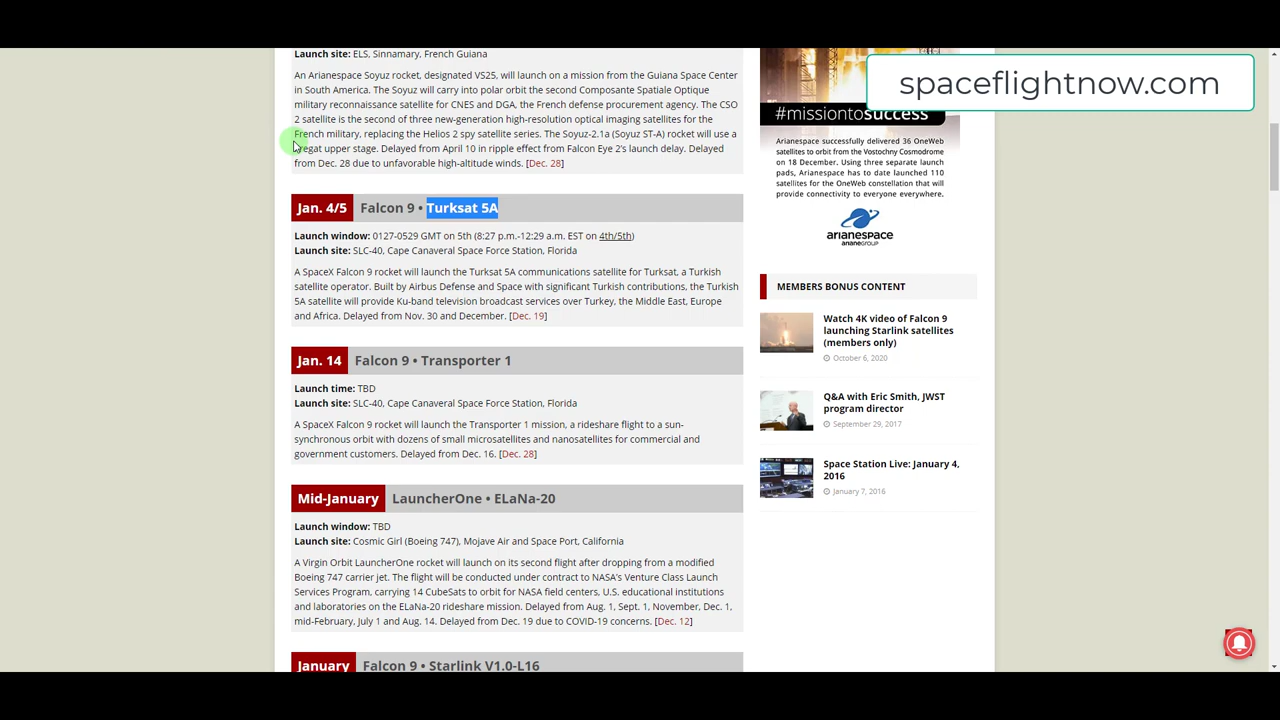 Launch site: ELS, Sinnamary, French Guiana
An Arianespace Soyuz rocket, designated VS25, will launch on a mission from the Guiana Space Center
in South America. The Soyuz will carry into polar orbit the second Composante Spatiale Optique
military reconnaissance satellite for CNES and DGA, the French defense procurement agency. The CSO
2 satellite is the second of three new-generation high-resolution optical imaging satellites for the
French military, replacing the Helios 2 spy satellite series. The Soyuz-2.1a (Soyuz ST-A) rocket will use a
Fregat upper stage. Delayed from April 10 in ripple effect from Falcon Eye 2's launch delay. Delayed
from Dec. 28 due to unfavorable high-altitude winds. [Dec. 28]
Jan. 4/5 Falcon 9 • Turksat 5A
Launch window: 0127-0529 GMT on 5th (8:27 p.m.-12:29 a.m. EST on 4th/5th)
Launch site: SLC-40, Cape Canaveral Space Force Station, Florida
A SpaceX Falcon 9 rocket will launch the Turksat 5A communications satellite for Turksat, a Turkish
satellite operator. Built by Airbus Defense and Space with significant Turkish contributions, the Turkish
5A satellite will provide Ku-band television broadcast services over Turkey, the Middle East, Europe
and Africa. Delayed from Nov. 30 and December. [Dec. 19]
Jan. 14 Falcon 9 • Transporter 1
Launch time: TBD
Launch site: SLC-40, Cape Canaveral Space Force Station, Florida
A SpaceX Falcon 9 rocket will launch the Transporter 1 mission, a rideshare flight to a sun-
synchronous orbit with dozens of small microsatellites and nanosatellites for commercial and
government customers. Delayed from Dec. 16. [Dec. 28]
Mid-January LauncherOne • ELaNa-20
Launch window: TBD
Launch site: Cosmic Girl (Boeing 747), Mojave Air and Space Port, California
A Virgin Orbit LauncherOne rocket will launch on its second flight after dropping from a modified
Boeing 747 carrier jet. The flight will be conducted under contract to NASA's Venture Class Launch
Services Program, carrying 14 CubeSats to orbit for NASA field centers, U.S. educational institutions
and laboratories on the ELaNa-20 rideshare mission. Delayed from Aug. 1, Sept. 1, November, Dec. 1,
mid-February, July 1 and Aug. 14. Delayed from Dec. 19 due to COVID-19 concerns. [Dec. 12]
January Falcon 9 • Starlink V1.0-L16
spaceflightnow.com
#missiontosuccess
Arianespace successfully delivered 36 OneWeb
satellites to orbit from the Vostochny Cosmodrome
on 18 December. Using three separate launch
pads, Arianespace has to date launched 110
satellites for the OneWeb constellation that will
provide connectivity to everyone everywhere.
arianespace
arianeGROUP
MEMBERS BONUS CONTENT
Watch 4K video of Falcon 9
launching Starlink satellites
(members only)
October 6, 2020
Q&A with Eric Smith, JWST
program director
September 29, 2017
Space Station Live: January 4,
2016
January 7, 2016